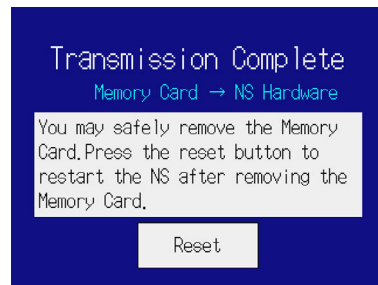 Transmission Complete
Memory Card → NS Hardware
You may safely remove the Memory
Card.Press the reset button to
restart the NS after removing the
Memory Card.
Reset